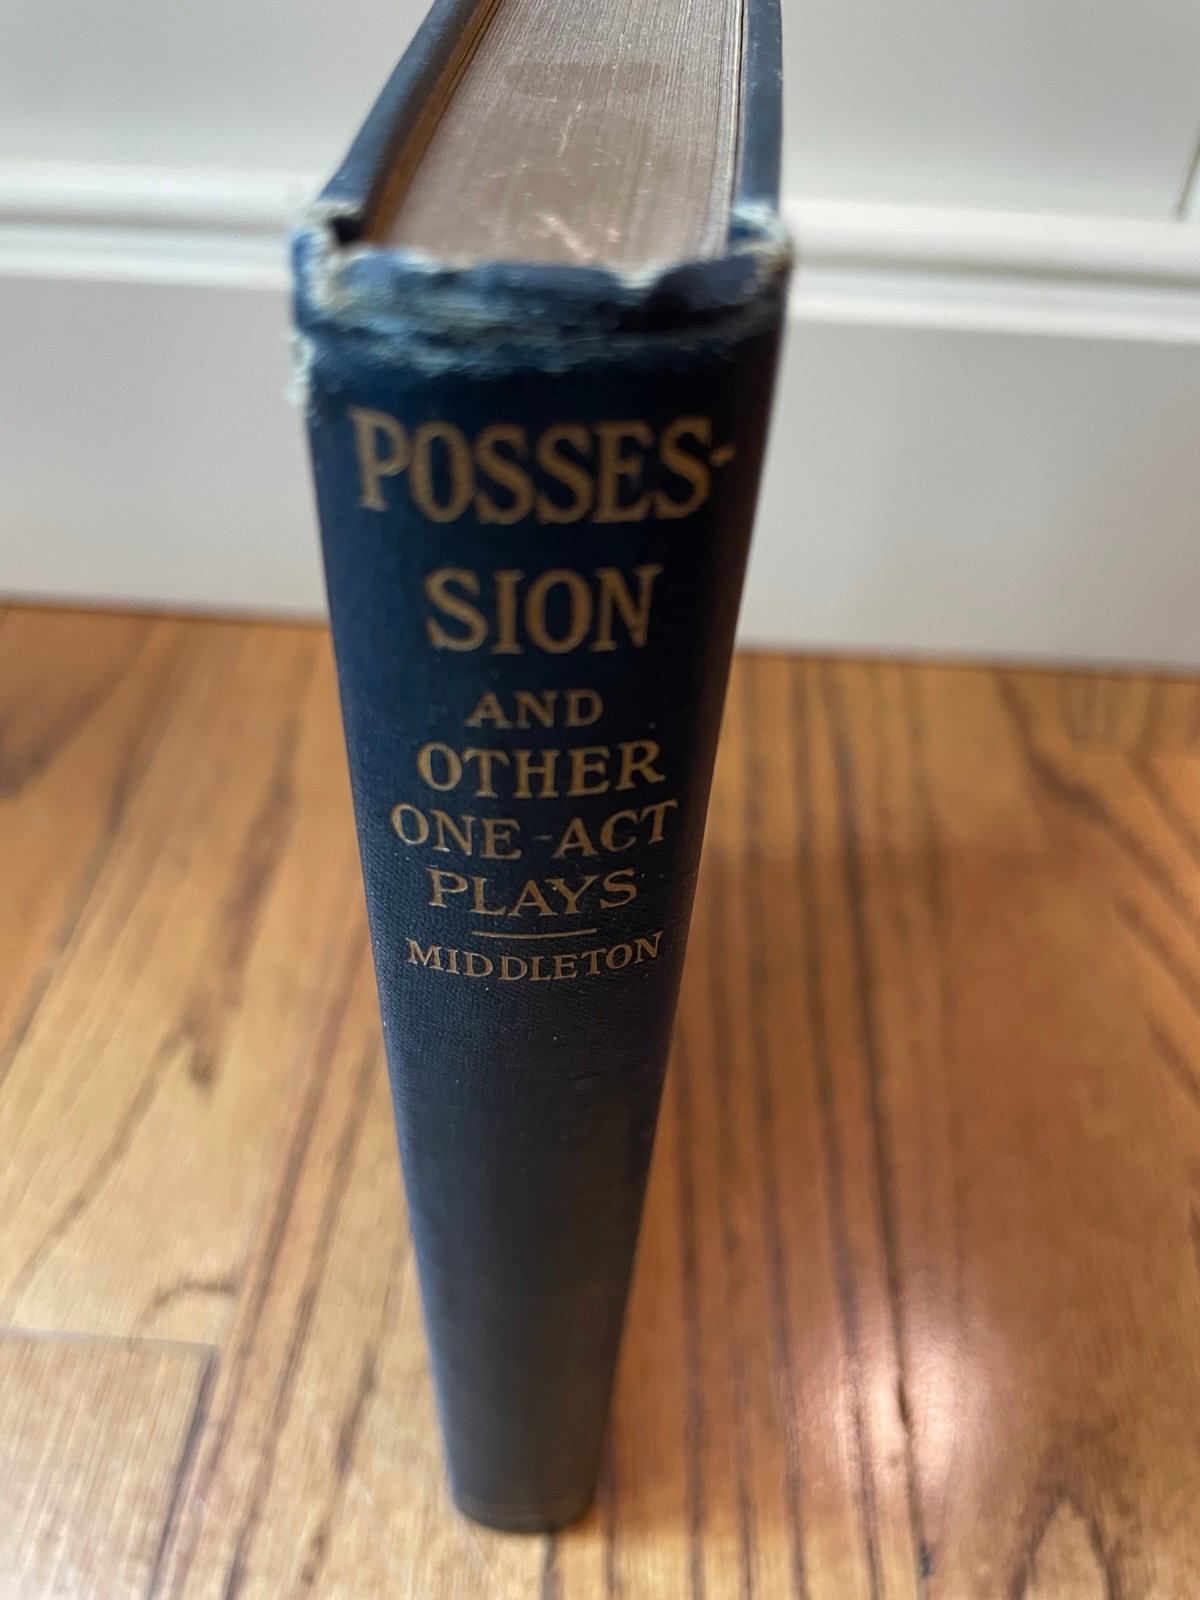 POSSES-
SION
AND
OTHER
ONE-ACT
PLAYS
MIDDLETON